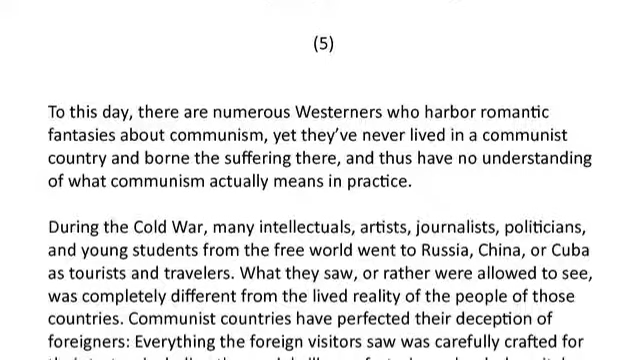 (5)
To this day, there are numerous Westerners who harbor romantic
fantasies about communism, yet they've never lived in a communist
country and borne the suffering there, and thus have no understanding
of what communism actually means in practice.
During the Cold War, many intellectuals, artists, journalists, politicians,
and young students from the free world went to Russia, China, or Cuba
as tourists and travelers. What they saw, or rather were allowed to see,
was completely different from the lived reality of the people of those
countries. Communist countries have perfected their deception of
foreigners: Everything the foreign visitors saw was carefully crafted for